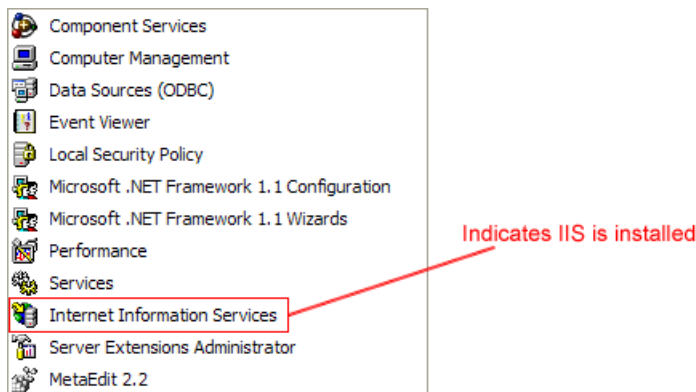 Component Services
Computer Management
Data Sources (ODBC)
Event Viewer
Local Security Policy
Microsoft .NET Framework 1.1 Configuration
Microsoft .NET Framework 1.1 Wizards
Performance
Indicates IIS is installed
Services
Internet Information Services
Server Extensions Administrator
MetaEdit 2.2